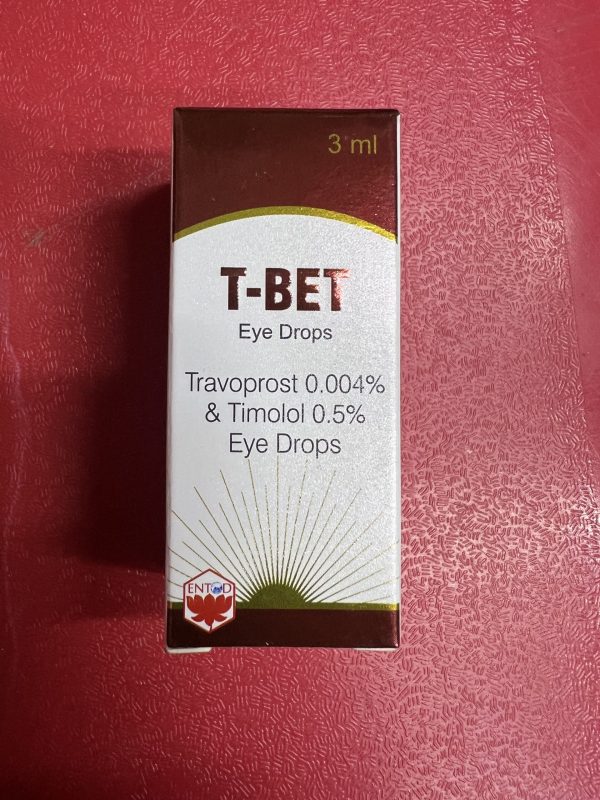 3 ml
T-BET
Eye Drops
Travoprost 0.004%
& Timolol 0.5%
Eye Drops
ENTOD